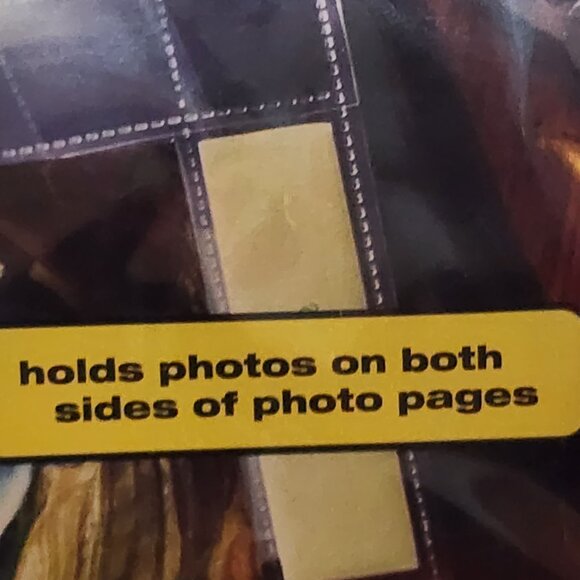 holds photos on both
sides of photo pages